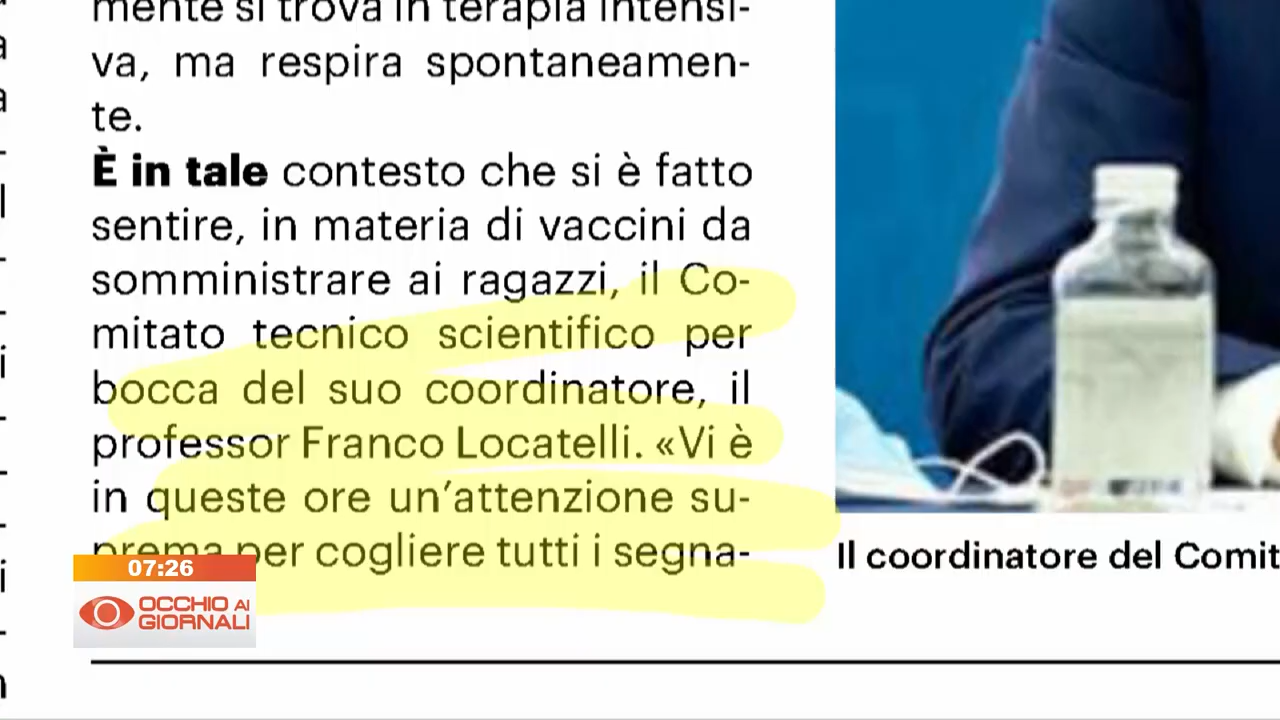 mente si trova in terapia intensi-
va, ma respira spontaneamen-
te.
È in tale contesto che si è fatto
sentire, in materia di vaccini da
somministrare ai ragazzi, il Co-
mitato tecnico scientifico per
bocca del suo coordinatore, il
professor Franco Locatelli. «Vi è
in queste ore un'attenzione su-
prema per cogliere tutti i segna-
Il coordinatore del Comit
07:26
OCCHIO AI
GIORNALI